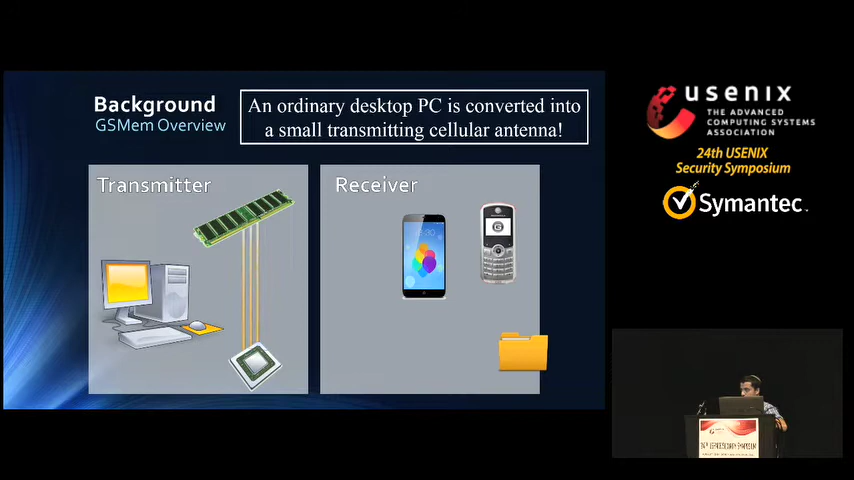 Background
GSMem Overview
An ordinary desktop PC is converted into
a small transmitting cellular antenna!
Transmitter
Receiver
usenix
THE ADVANCED
COMPUTING SYSTEMS
ASSOCIATION
24th USENIX
Security Symposium
Symantec.